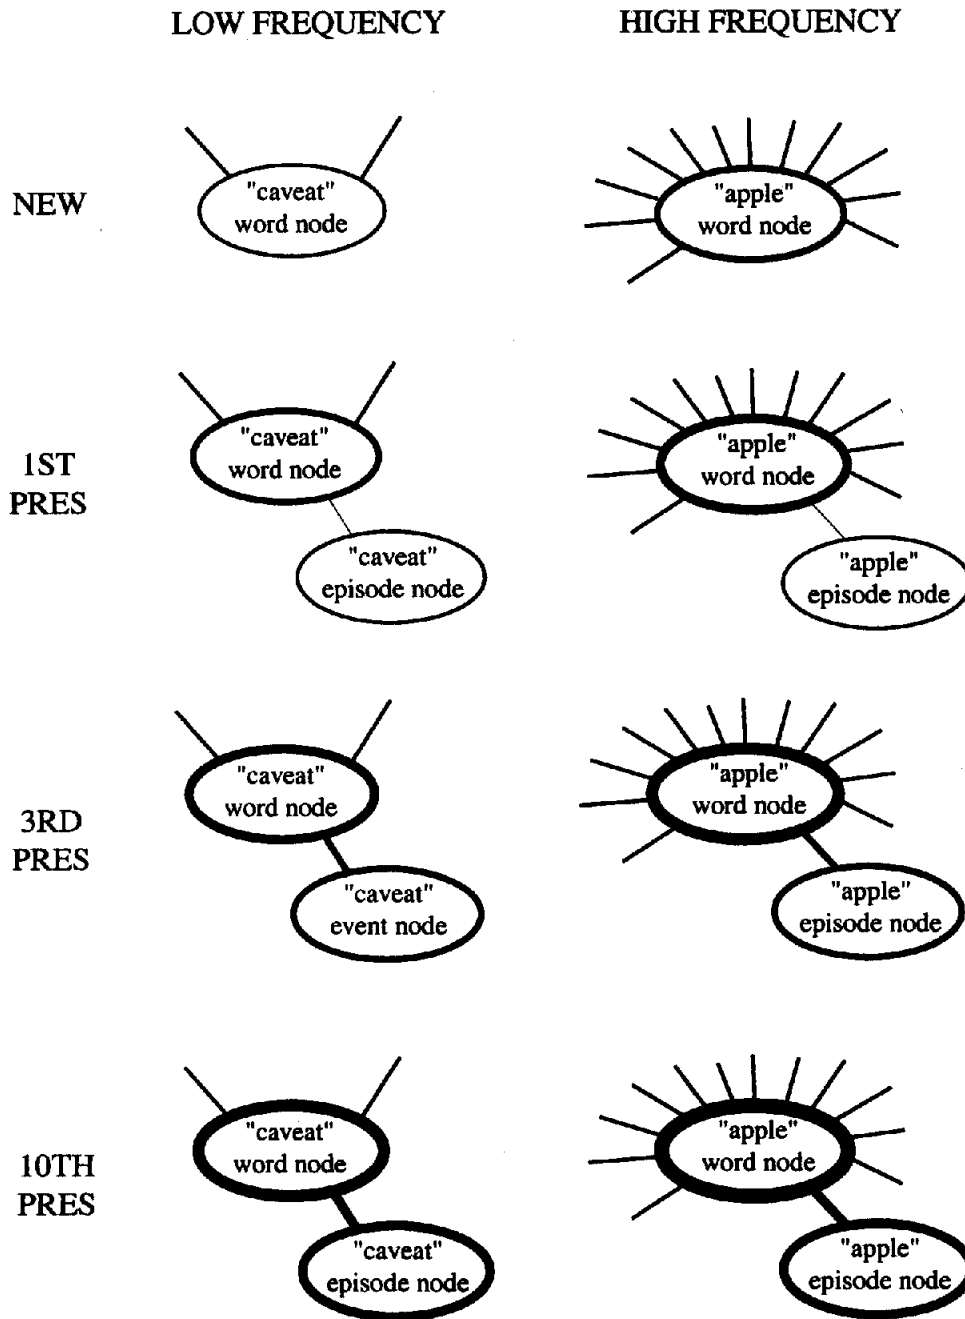 LOW FREQUENCY
HIGH FREQUENCY
NEW
"caveat"
word node
"apple"
word node
1ST
PRES
"caveat"
word node
"caveat"
episode node
"apple"
word node
"apple"
episode node
3RD
PRES
"caveat"
word node
"caveat"
event node
"apple"
word node
"apple"
episode node
10TH
PRES
"caveat"
word node
"caveat"
episode node
"apple"
word node
"apple"
episode node